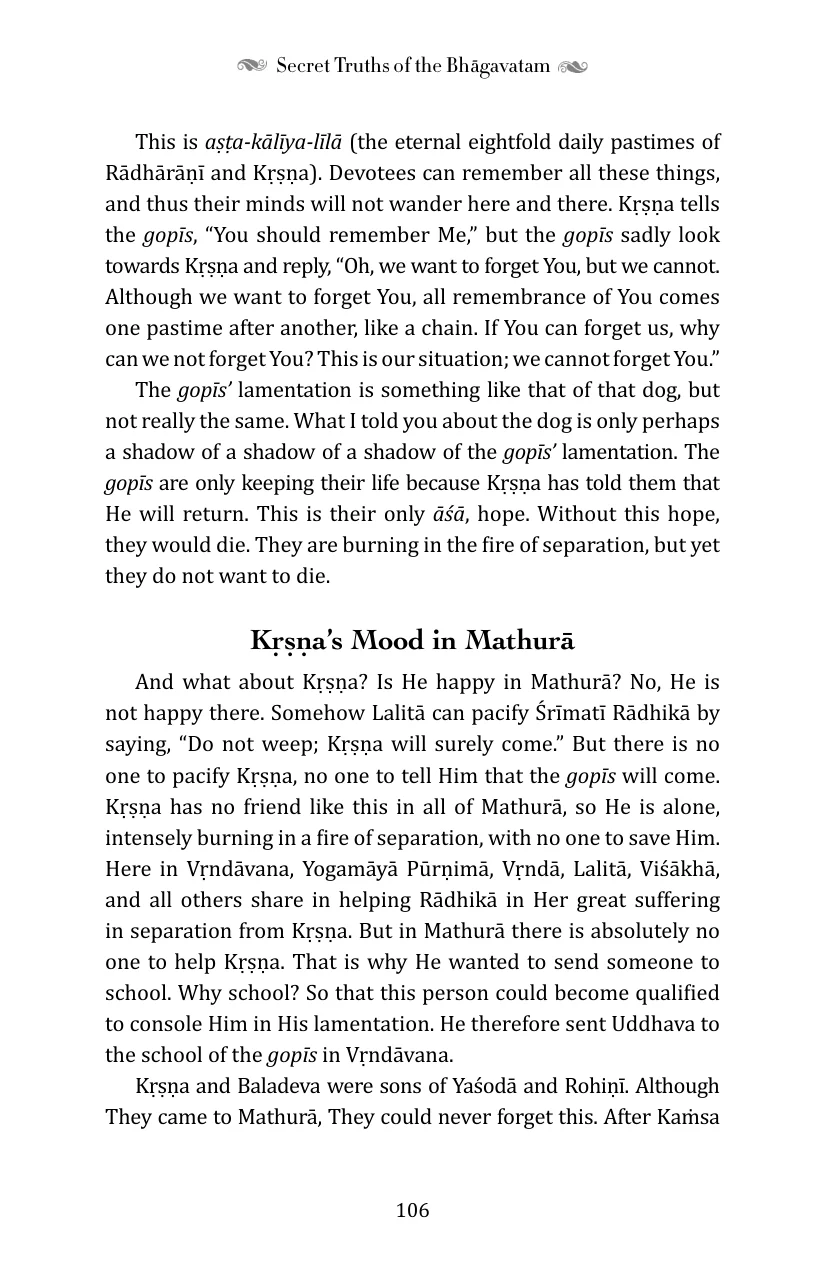 Secret Truths of the Bhāgavatam
This is aṣṭa-kālīya-līlā (the eternal eightfold daily pastimes of
Rādhārāṇī and Kṛṣṇa). Devotees can remember all these things,
and thus their minds will not wander here and there. Kṛṣṇa tells
the gopīs, “You should remember Me,” but the gopīs sadly look
towards Kṛṣṇa and reply, “Oh, we want to forget You, but we cannot.
Although we want to forget You, all remembrance of You comes
one pastime after another, like a chain. If You can forget us, why
can we not forget You? This is our situation; we cannot forget You.”
The gopīs’ lamentation is something like that of that dog, but
not really the same. What I told you about the dog is only perhaps
a shadow of a shadow of a shadow of the gopīs’ lamentation. The
gopīs are only keeping their life because Kṛṣṇa has told them that
He will return. This is their only āśā, hope. Without this hope,
they would die. They are burning in the fire of separation, but yet
they do not want to die.
Kṛṣṇa’s Mood in Mathurā
And what about Kṛṣṇa? Is He happy in Mathurā? No, He is
not happy there. Somehow Lalitā can pacify Śrīmatī Rādhikā by
saying, “Do not weep; Kṛṣṇa will surely come.” But there is no
one to pacify Kṛṣṇa, no one to tell Him that the gopīs will come.
Kṛṣṇa has no friend like this in all of Mathurā, so He is alone,
intensely burning in a fire of separation, with no one to save Him.
Here in Vṛndāvana, Yogamāyā Pūrṇimā, Vṛndā, Lalitā, Viśākhā,
and all others share in helping Rādhikā in Her great suffering
in separation from Kṛṣṇa. But in Mathurā there is absolutely no
one to help Kṛṣṇa. That is why He wanted to send someone to
school. Why school? So that this person could become qualified
to console Him in His lamentation. He therefore sent Uddhava to
the school of the gopīs in Vṛndāvana.
Kṛṣṇa and Baladeva were sons of Yaśodā and Rohiṇī. Although
They came to Mathurā, They could never forget this. After Kaṁsa
106